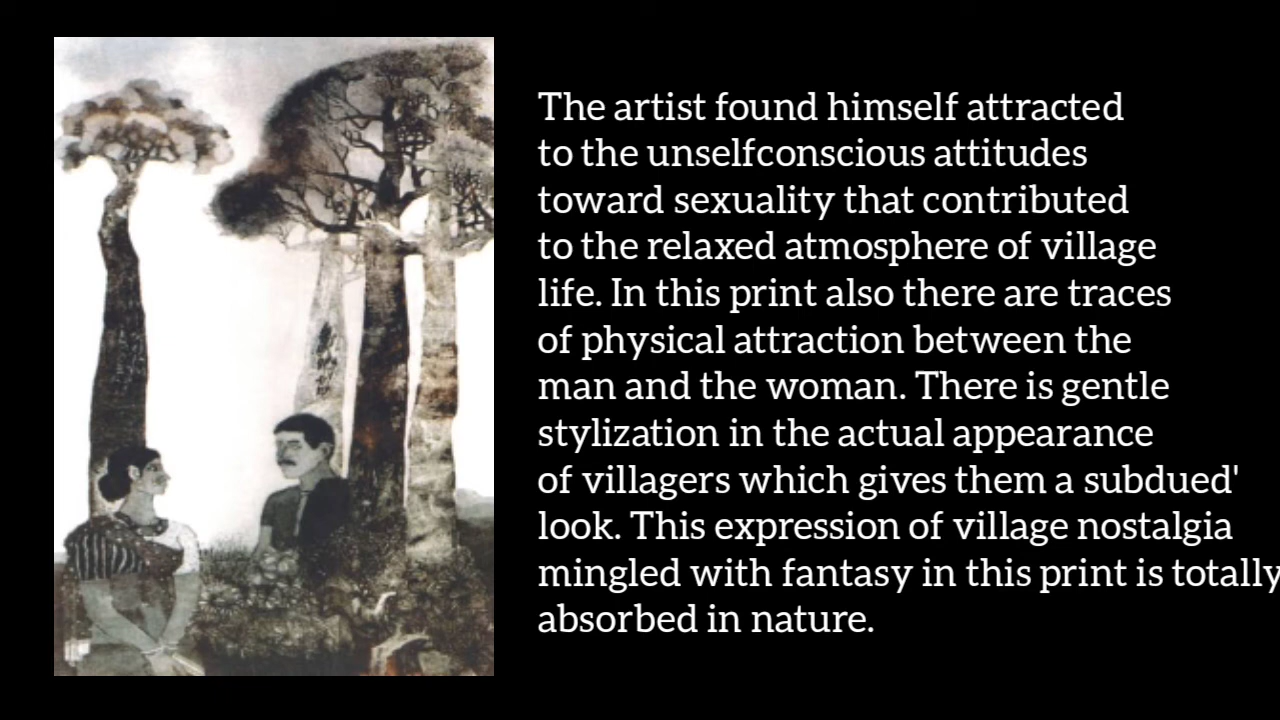 The artist found himself attracted
to the unselfconscious attitudes
toward sexuality that contributed
to the relaxed atmosphere of village
life. In this print also there are traces
of physical attraction between the
man and the woman. There is gentle
stylization in the actual appearance
of villagers which gives them a subdued'
look. This expression of village nostalgia
mingled with fantasy in this print is totally
absorbed in nature.